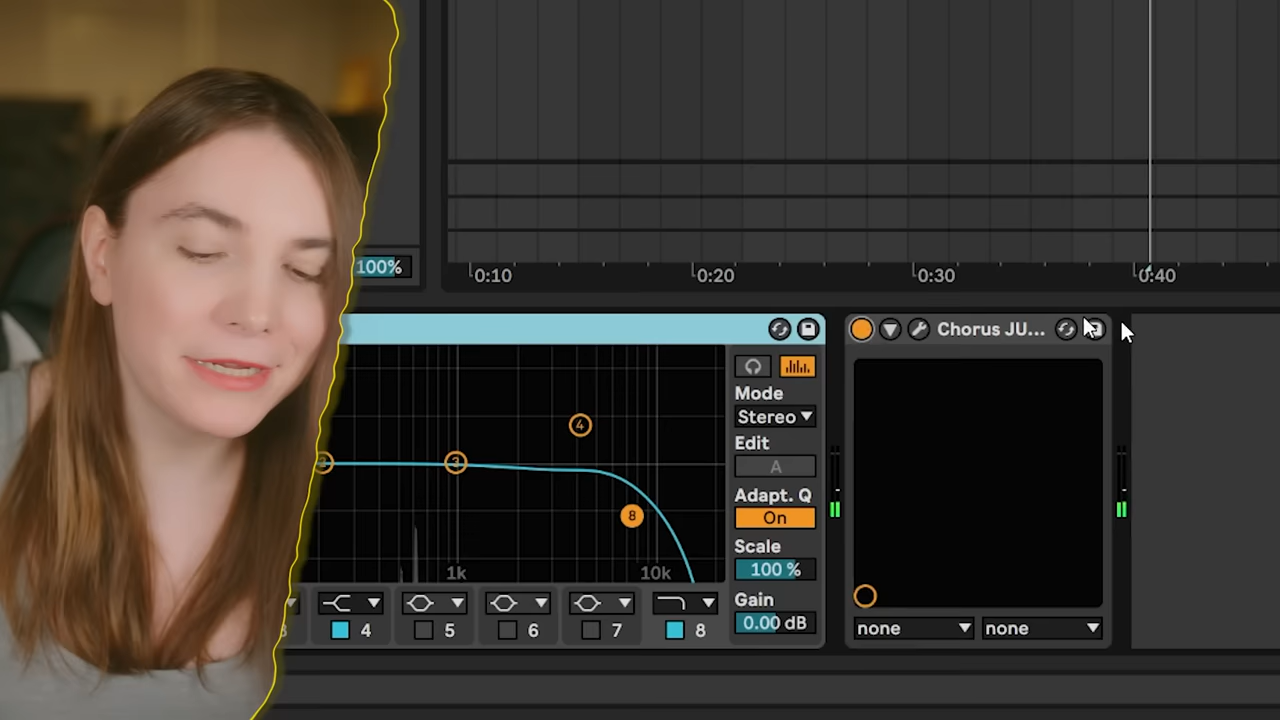 100%
0:10 0:20 0:30 0:40
Chorus JU...
Mode
Stereo
Edit
A
Adapt. Q
On
Scale
100 %
Gain
0.00 dB
3
4
8
1k 10k
4 5 6 7 8
none none